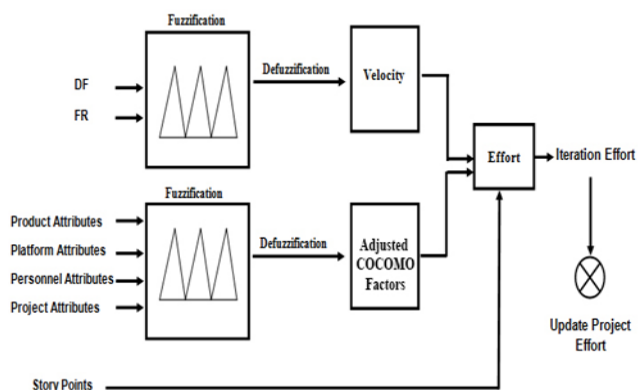 Fuzzification
DF
FR
Defuzzification
Velocity
Effort
Iteration Effort
Fuzzification
Product Attributes
Platform Attributes
Personnel Attributes
Project Attributes
Defuzzification
Adjusted
COCOMO
Factors
Update Project
Effort
Story Points